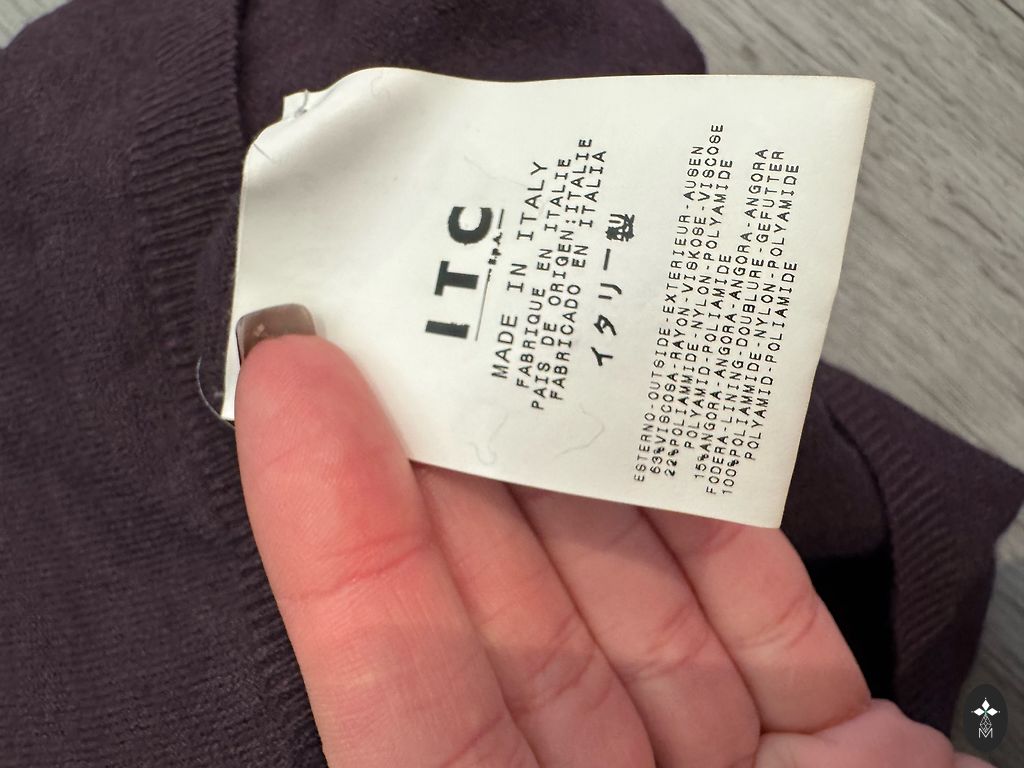 ITC
S.p.A.
MADE IN ITALY
FABRIQUE EN ITALIE
PAIS DE ORIGEN:ITALIE
FABRICADO EN ITALIA
イタリー製
ESTERNO-OUTSIDE-EXTERIEUR-AUSEN
63%VISCOSA-RAYON-VISKOSE-VISCOSE
22%POLIAMMIDE-NYLON-POLYAMIDE
POLYAMID-POLIAMIDE
15%ANGORA-ANGORA-ANGORA-ANGORA
FODERA-LINING-DOUBLURE-GEFUTTER
100%POLIAMMIDE-NYLON-POLYAMIDE
POLYAMID-POLIAMIDE
M